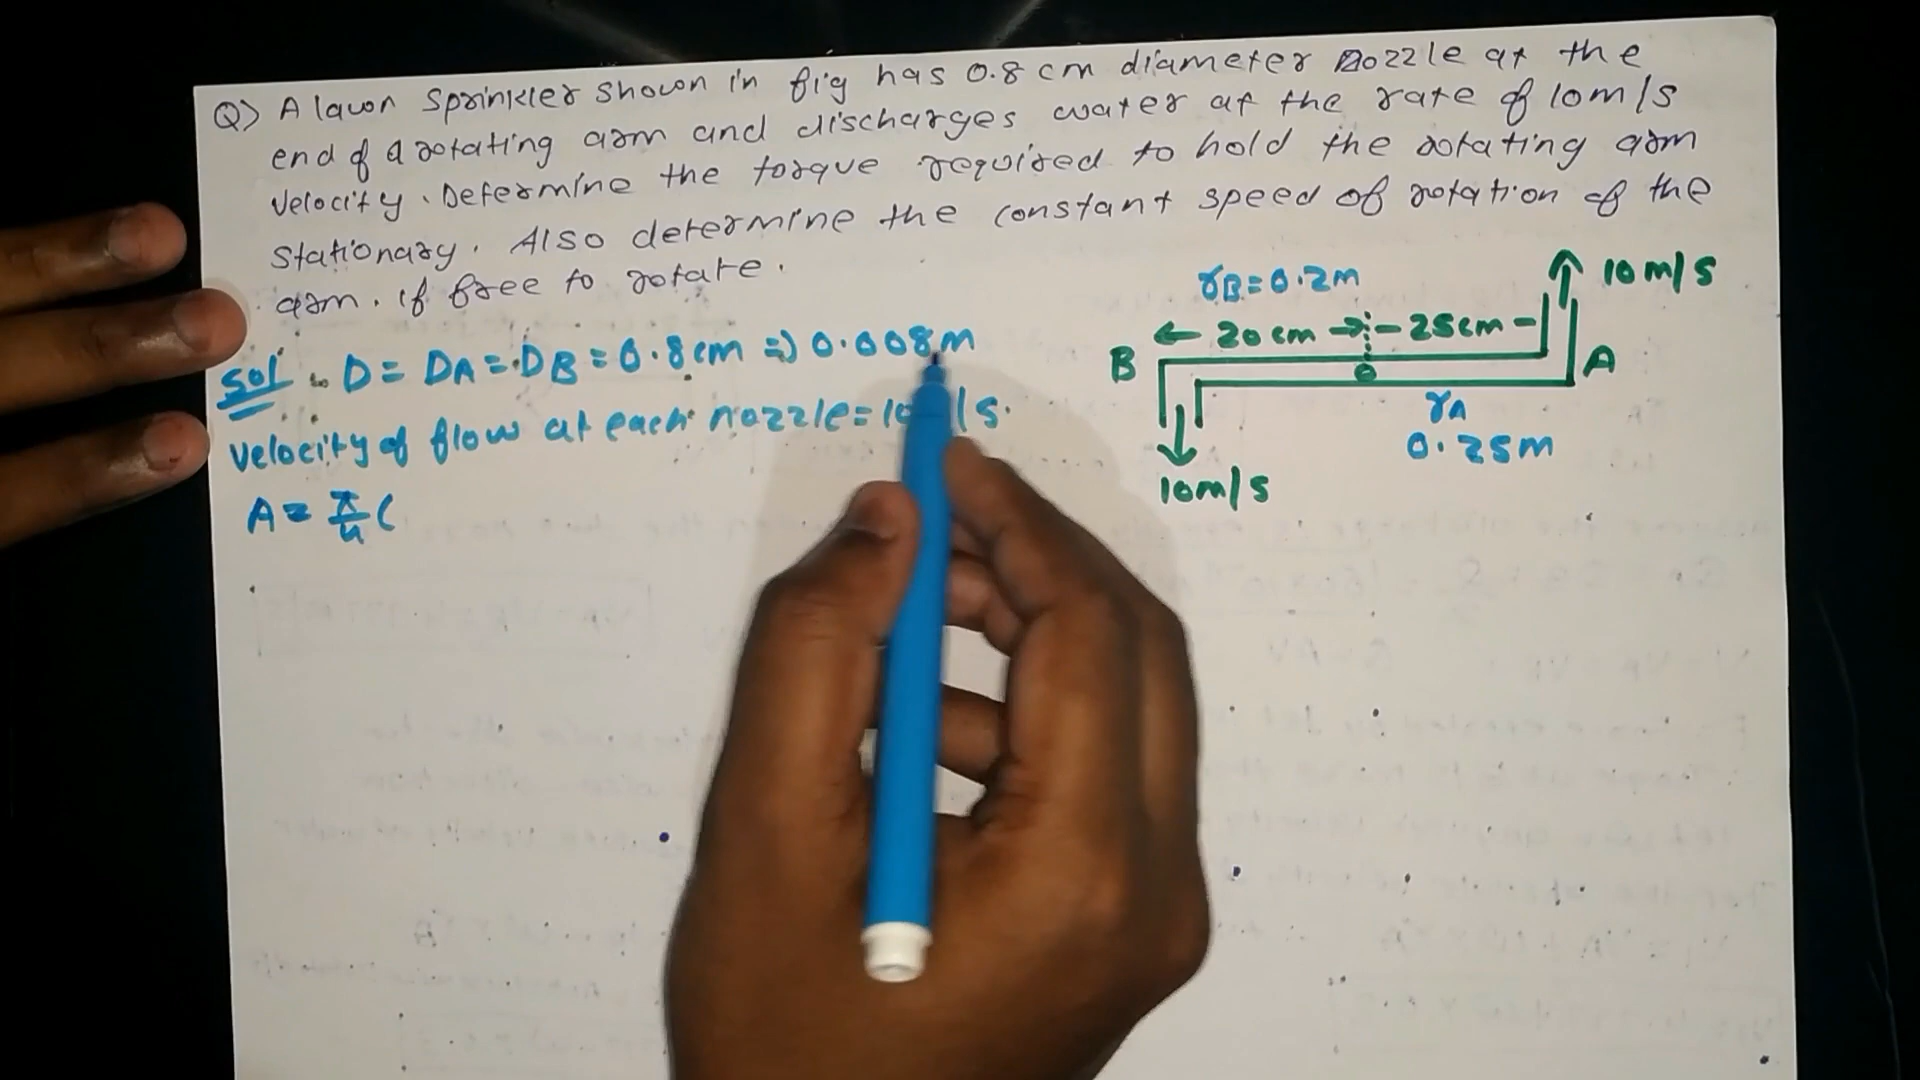 Q> A lawn sprinkler shown in fig has 0.8 cm diameter nozzle at the
end of a rotating arm and discharges water at the rate of 10m/s
velocity. Determine the torque required to hold the rotating arm
stationary. Also determine the constant speed of rotation of the
arm. if free to rotate.
Sol D = DA = DB = 0.8cm => 0.008m
velocity of flow at each nozzle = 10 /s.
A = π/4 (
10m/s
rB = 0.2m
20 cm 25cm
B A
rA
0.25m
10m/s